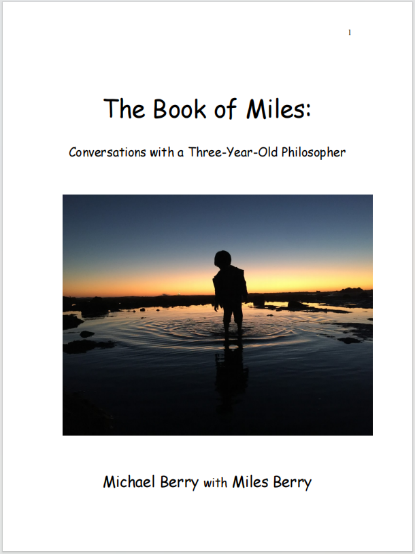 1
The Book of Miles:
Conversations with a Three-Year-Old Philosopher
Michael Berry with Miles Berry